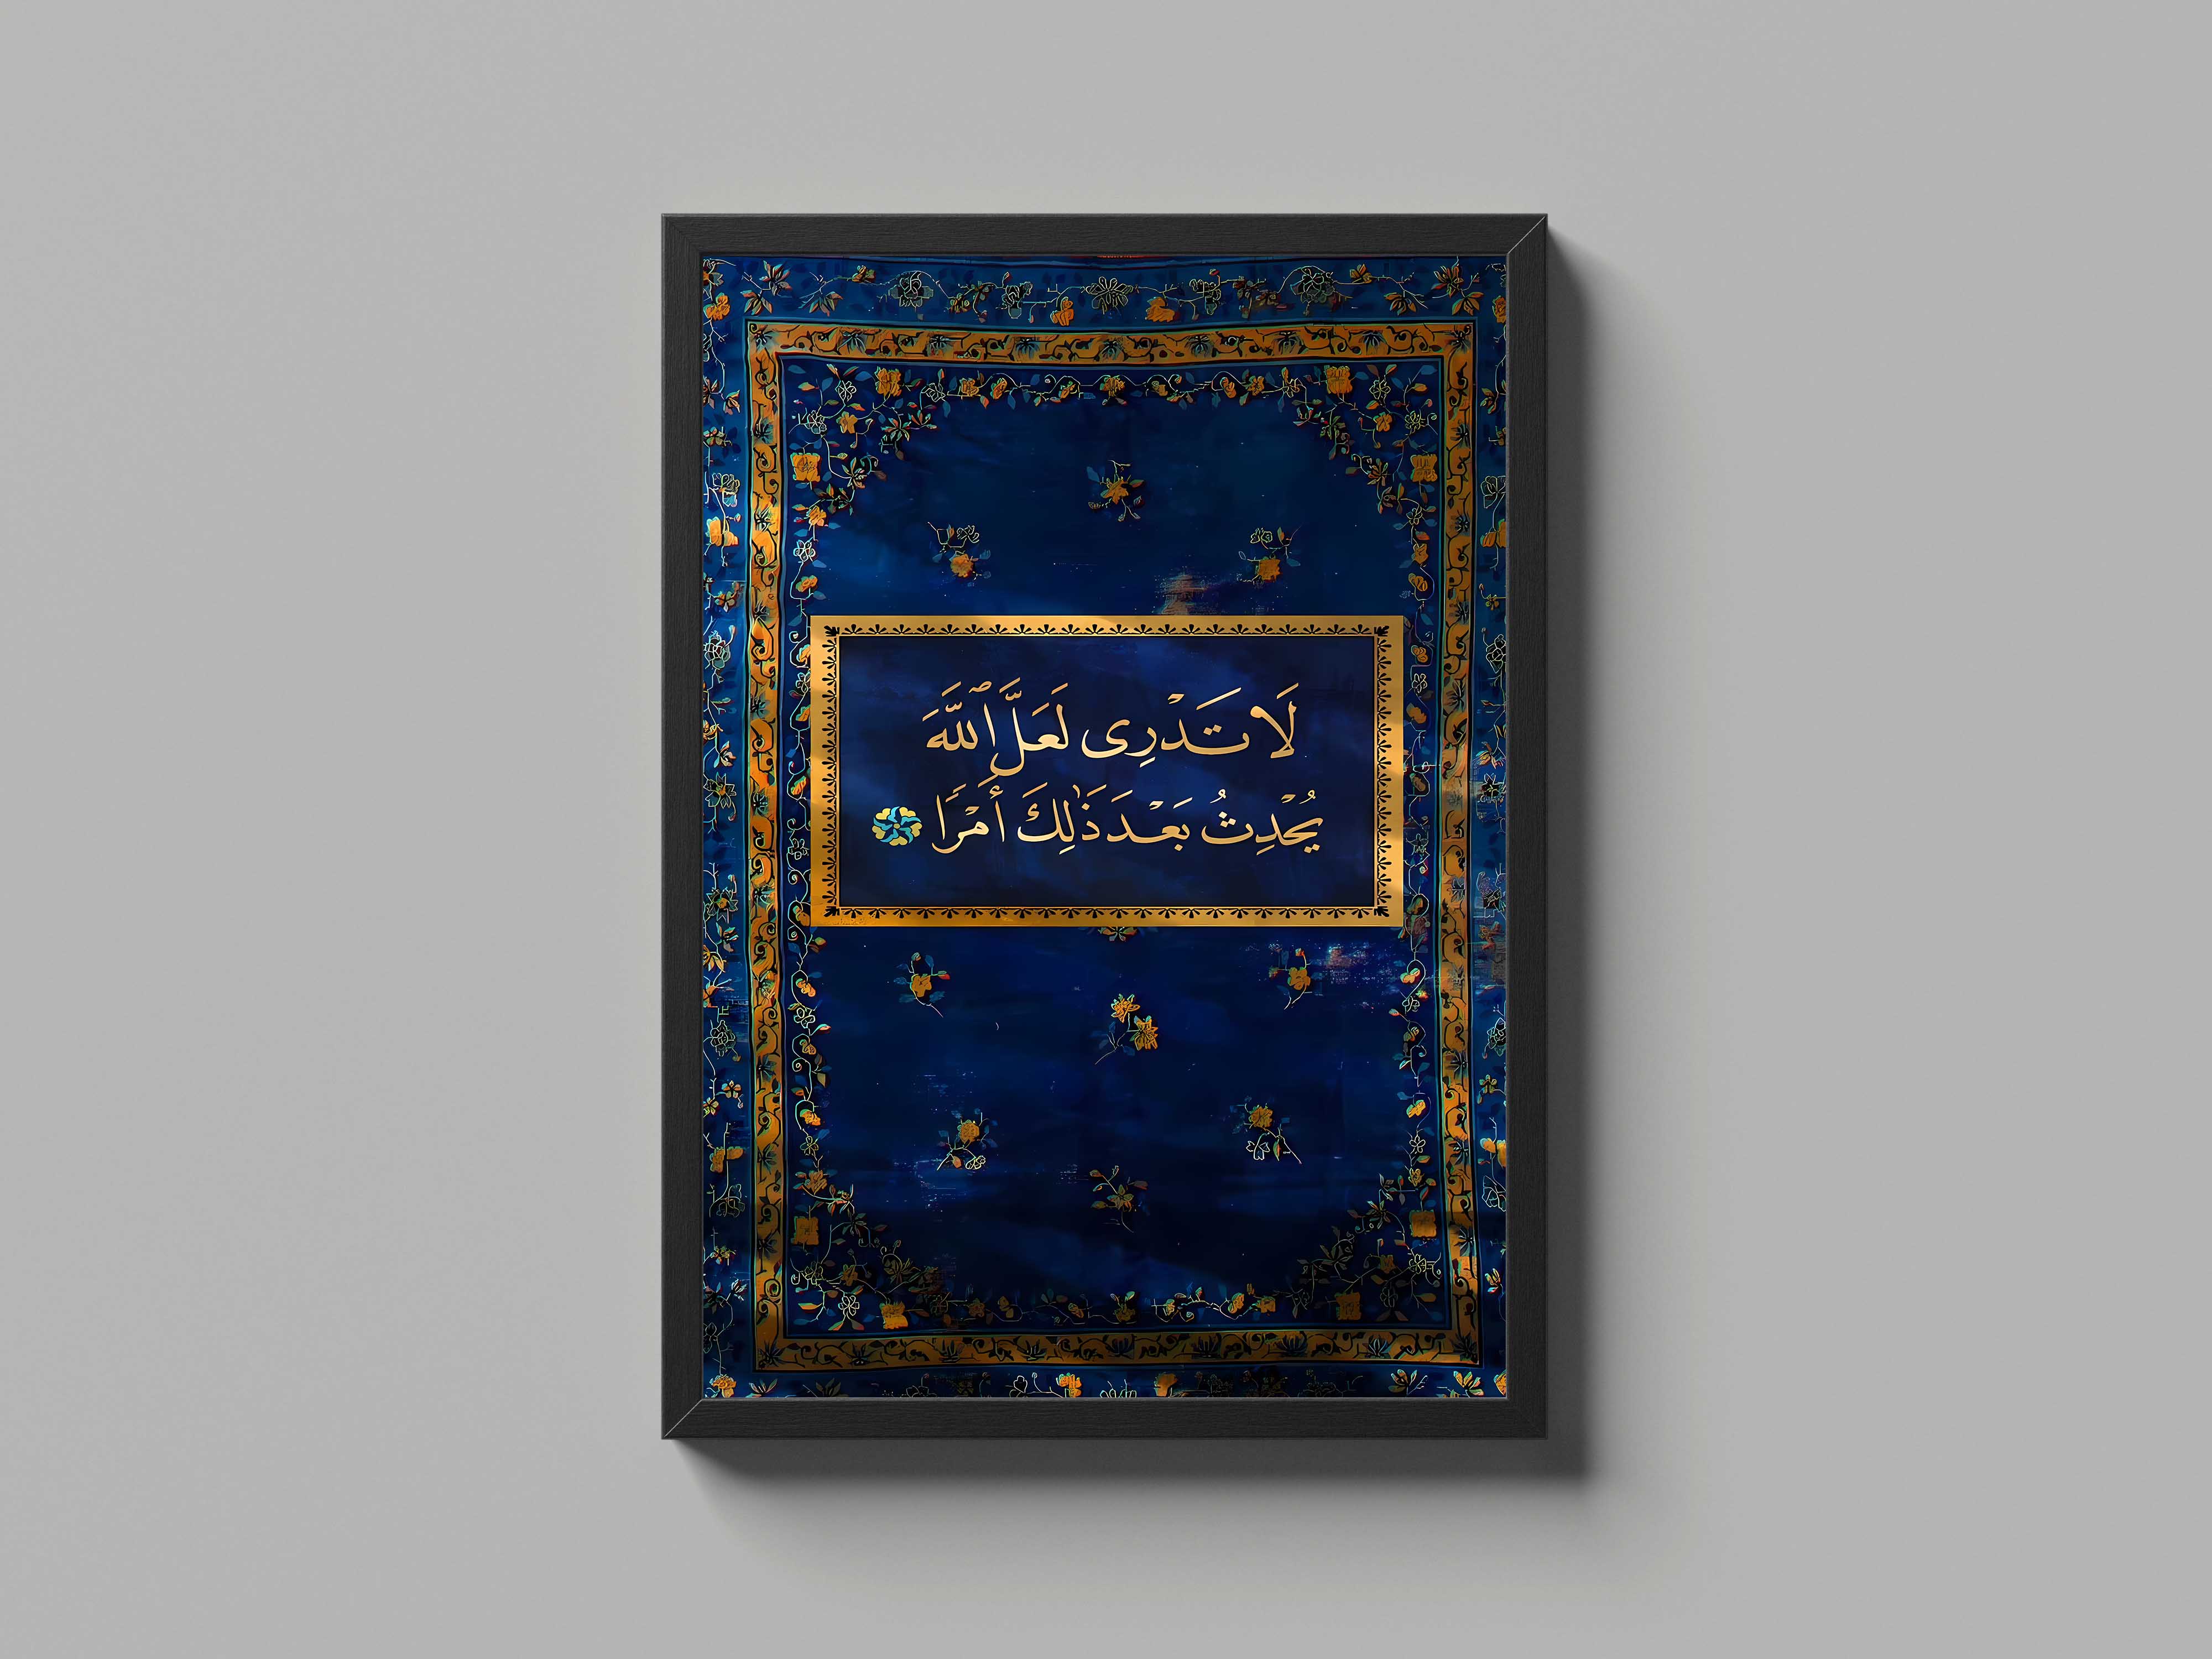 لَا تَدْرِى لَعَلَّ ٱللَّهَ
يُحْدِثُ بَعْدَ ذَٰلِكَ أَمْرًا